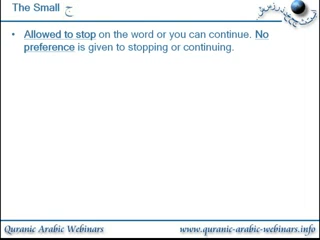 The Small ج
• Allowed to stop on the word or you can continue. No
preference is given to stopping or continuing.
Quranic Arabic Webinars
www.quranic-arabic-webinars.info